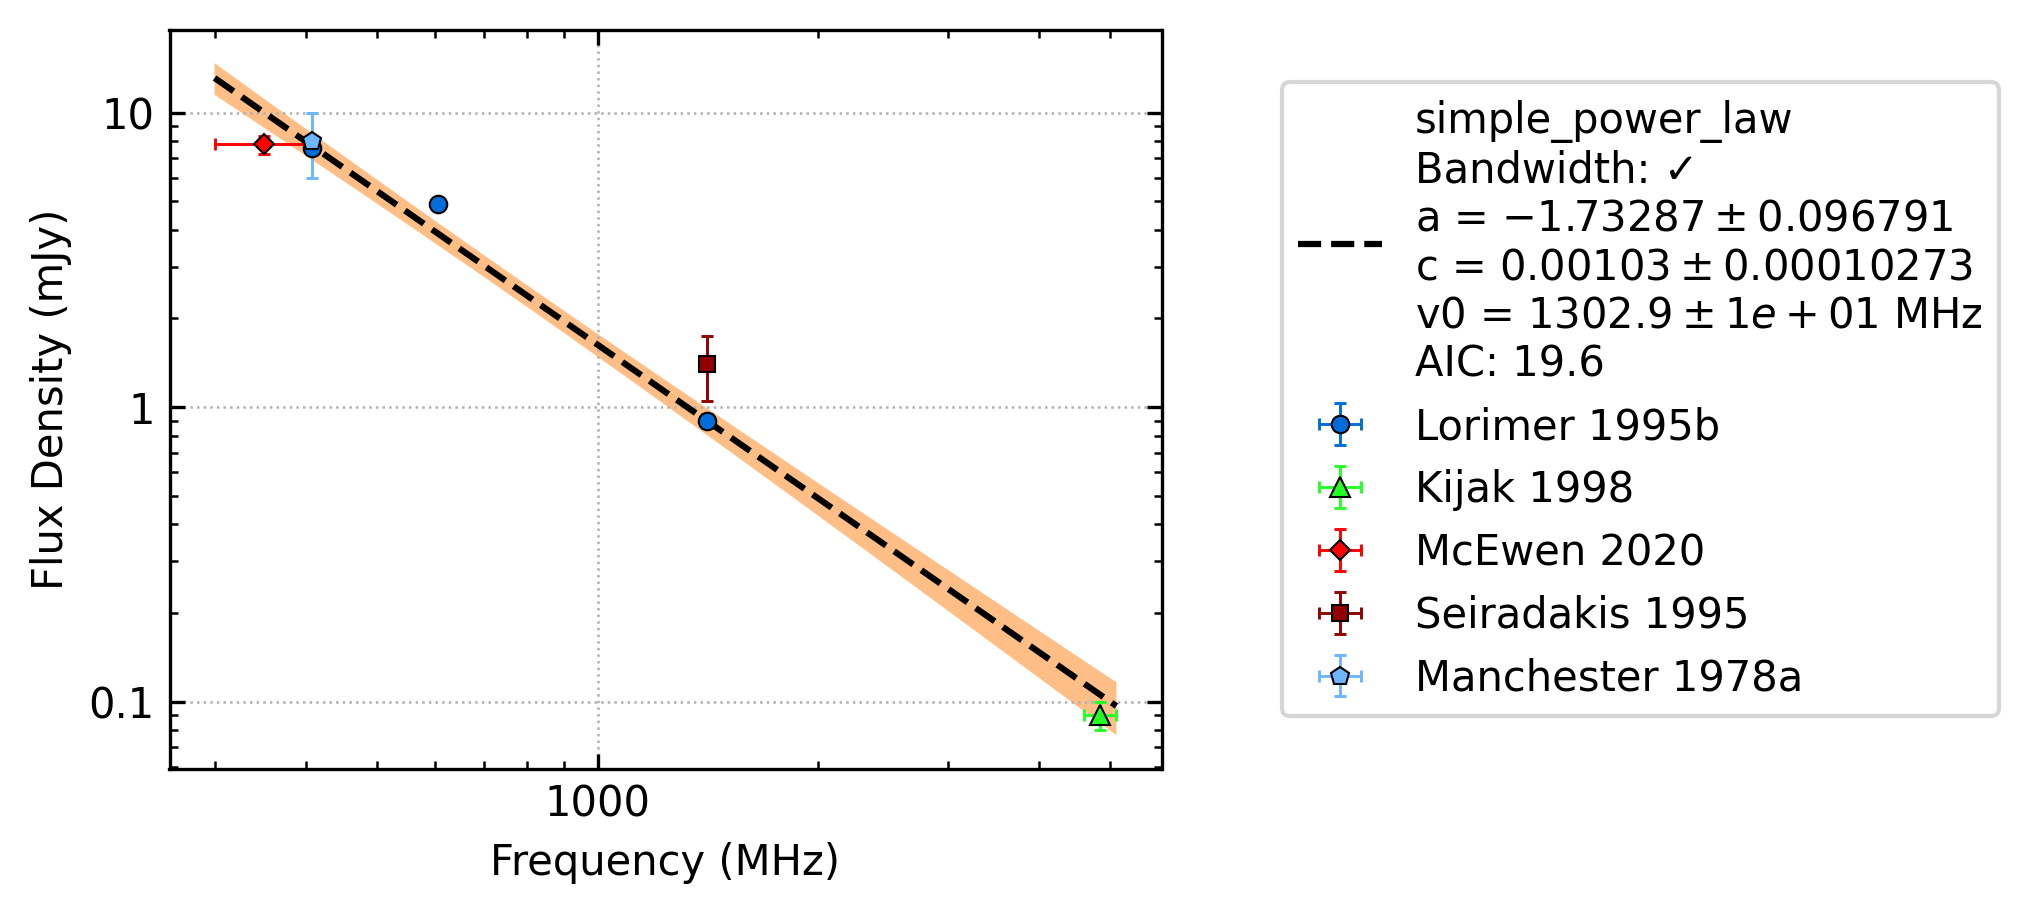 10
1
0.1
Flux Density (mJy)
1000
Frequency (MHz)
simple_power_law
Bandwidth: ✓
a = −1.73287 ± 0.096791
c = 0.00103 ± 0.00010273
v0 = 1302.9 ± 1e + 01 MHz
AIC: 19.6
Lorimer 1995b
Kijak 1998
McEwen 2020
Seiradakis 1995
Manchester 1978a